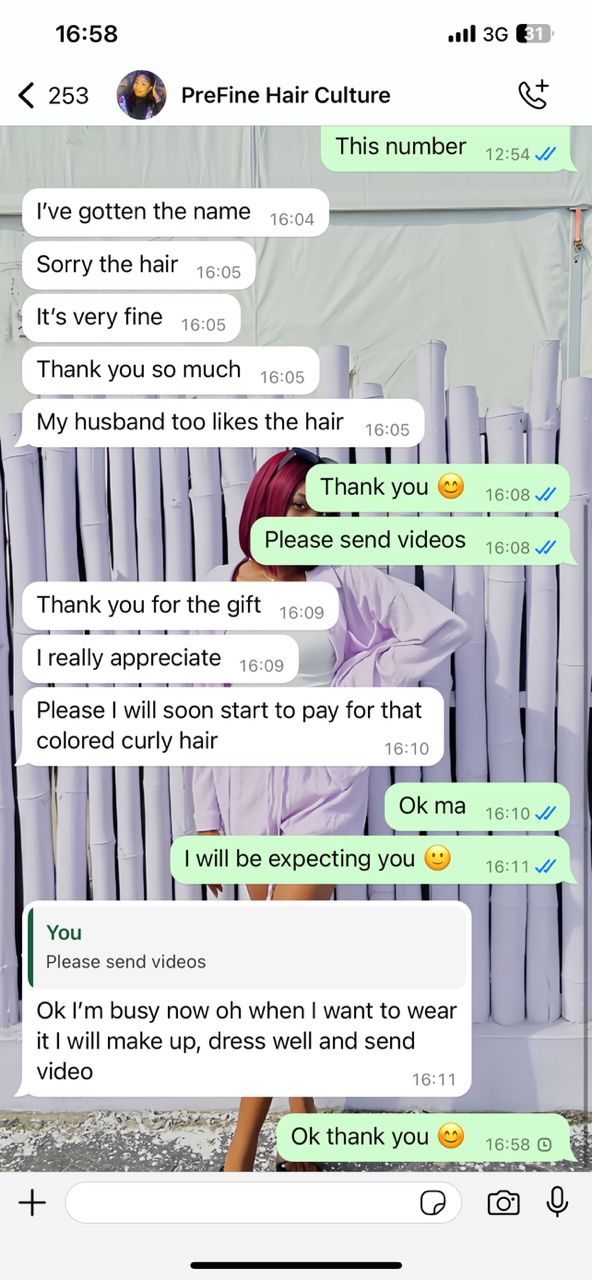 16:58
3G 31
253 PreFine Hair Culture
This number 12:54
I've gotten the name 16:04
Sorry the hair 16:05
It's very fine 16:05
Thank you so much 16:05
My husband too likes the hair 16:05
Thank you 😊 16:08
Please send videos 16:08
Thank you for the gift 16:09
I really appreciate 16:09
Please I will soon start to pay for that
colored curly hair 16:10
Ok ma 16:10
I will be expecting you 🙂 16:11
You
Please send videos
Ok I'm busy now oh when I want to wear
it I will make up, dress well and send
video 16:11
Ok thank you 😊 16:58